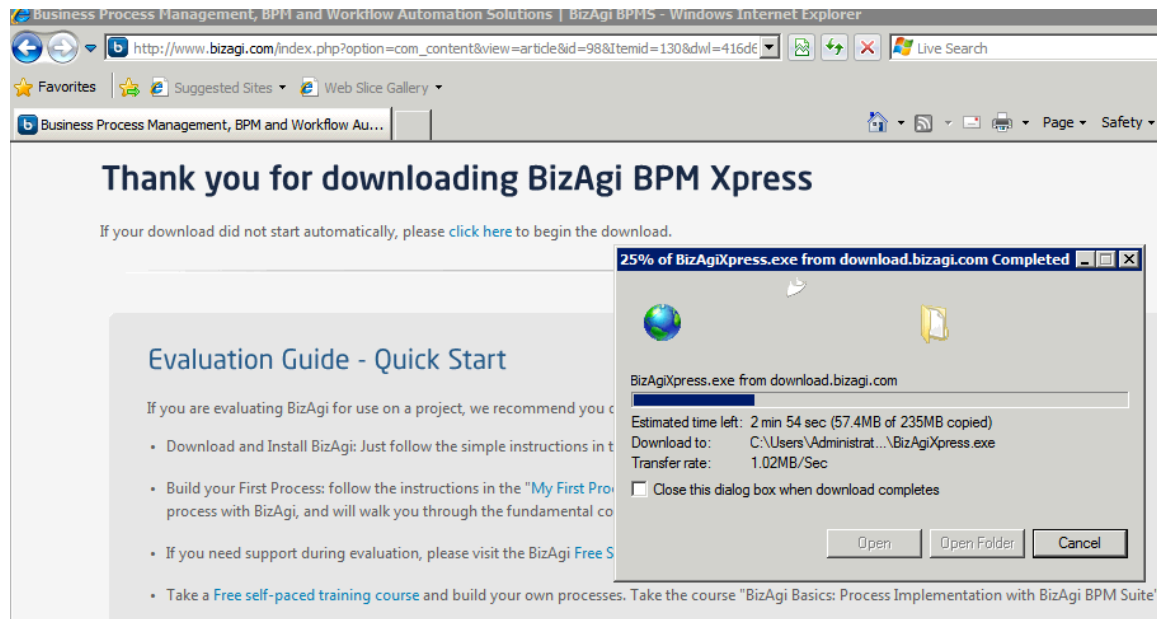 Business Process Management, BPM and Workflow Automation Solutions | BizAgi BPMS - Windows Internet Explorer
http://www.bizagi.com/index.php?option=com_content&view=article&id=98&Itemid=130&dwl=416d6
Live Search
Favorites Suggested Sites Web Slice Gallery
Business Process Management, BPM and Workflow Au...
Page Safety
Thank you for downloading BizAgi BPM Xpress
If your download did not start automatically, please click here to begin the download.
25% of BizAgiXpress.exe from download.bizagi.com Completed
BizAgiXpress.exe from download.bizagi.com
Estimated time left: 2 min 54 sec (57.4MB of 235MB copied)
Download to: C:\Users\Administrat...\BizAgiXpress.exe
Transfer rate: 1.02MB/Sec
Close this dialog box when download completes
Open Open Folder Cancel
Evaluation Guide - Quick Start
If you are evaluating BizAgi for use on a project, we recommend you
• Download and Install BizAgi: Just follow the simple instructions in
• Build your First Process: follow the instructions in the "My First
process with BizAgi, and will walk you through the fundamental
• If you need support during evaluation, please visit the BizAgi Free
• Take a Free self-paced training course and build your own processes. Take the course "BizAgi Basics: Process Implementation with BizAgi BPM Suite"